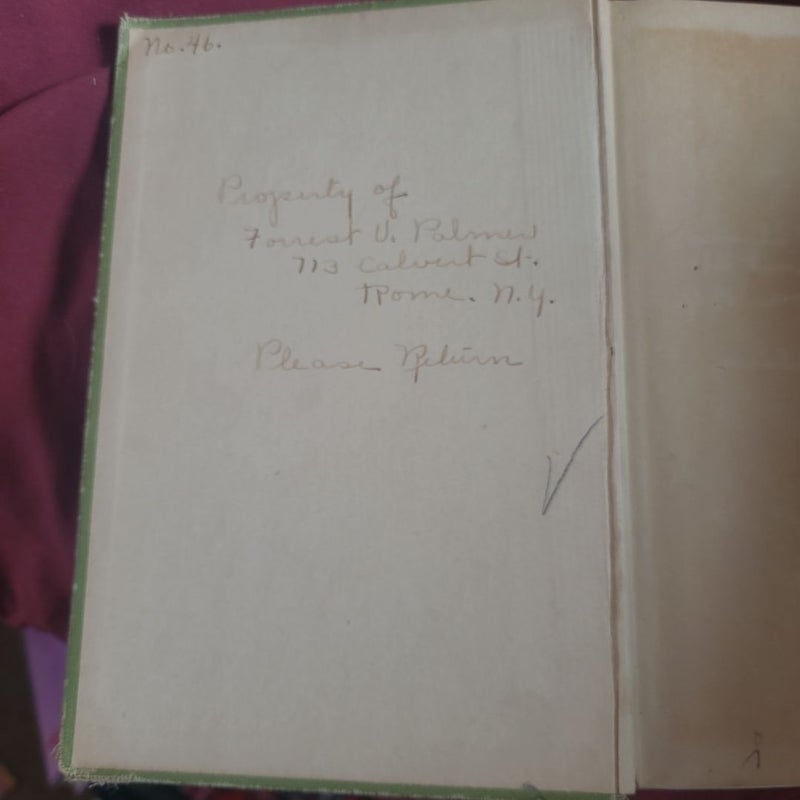 No. 46.
Property of
Forrest V. Palmer
713 Calvert St.
Rome. N.Y.
Please Return